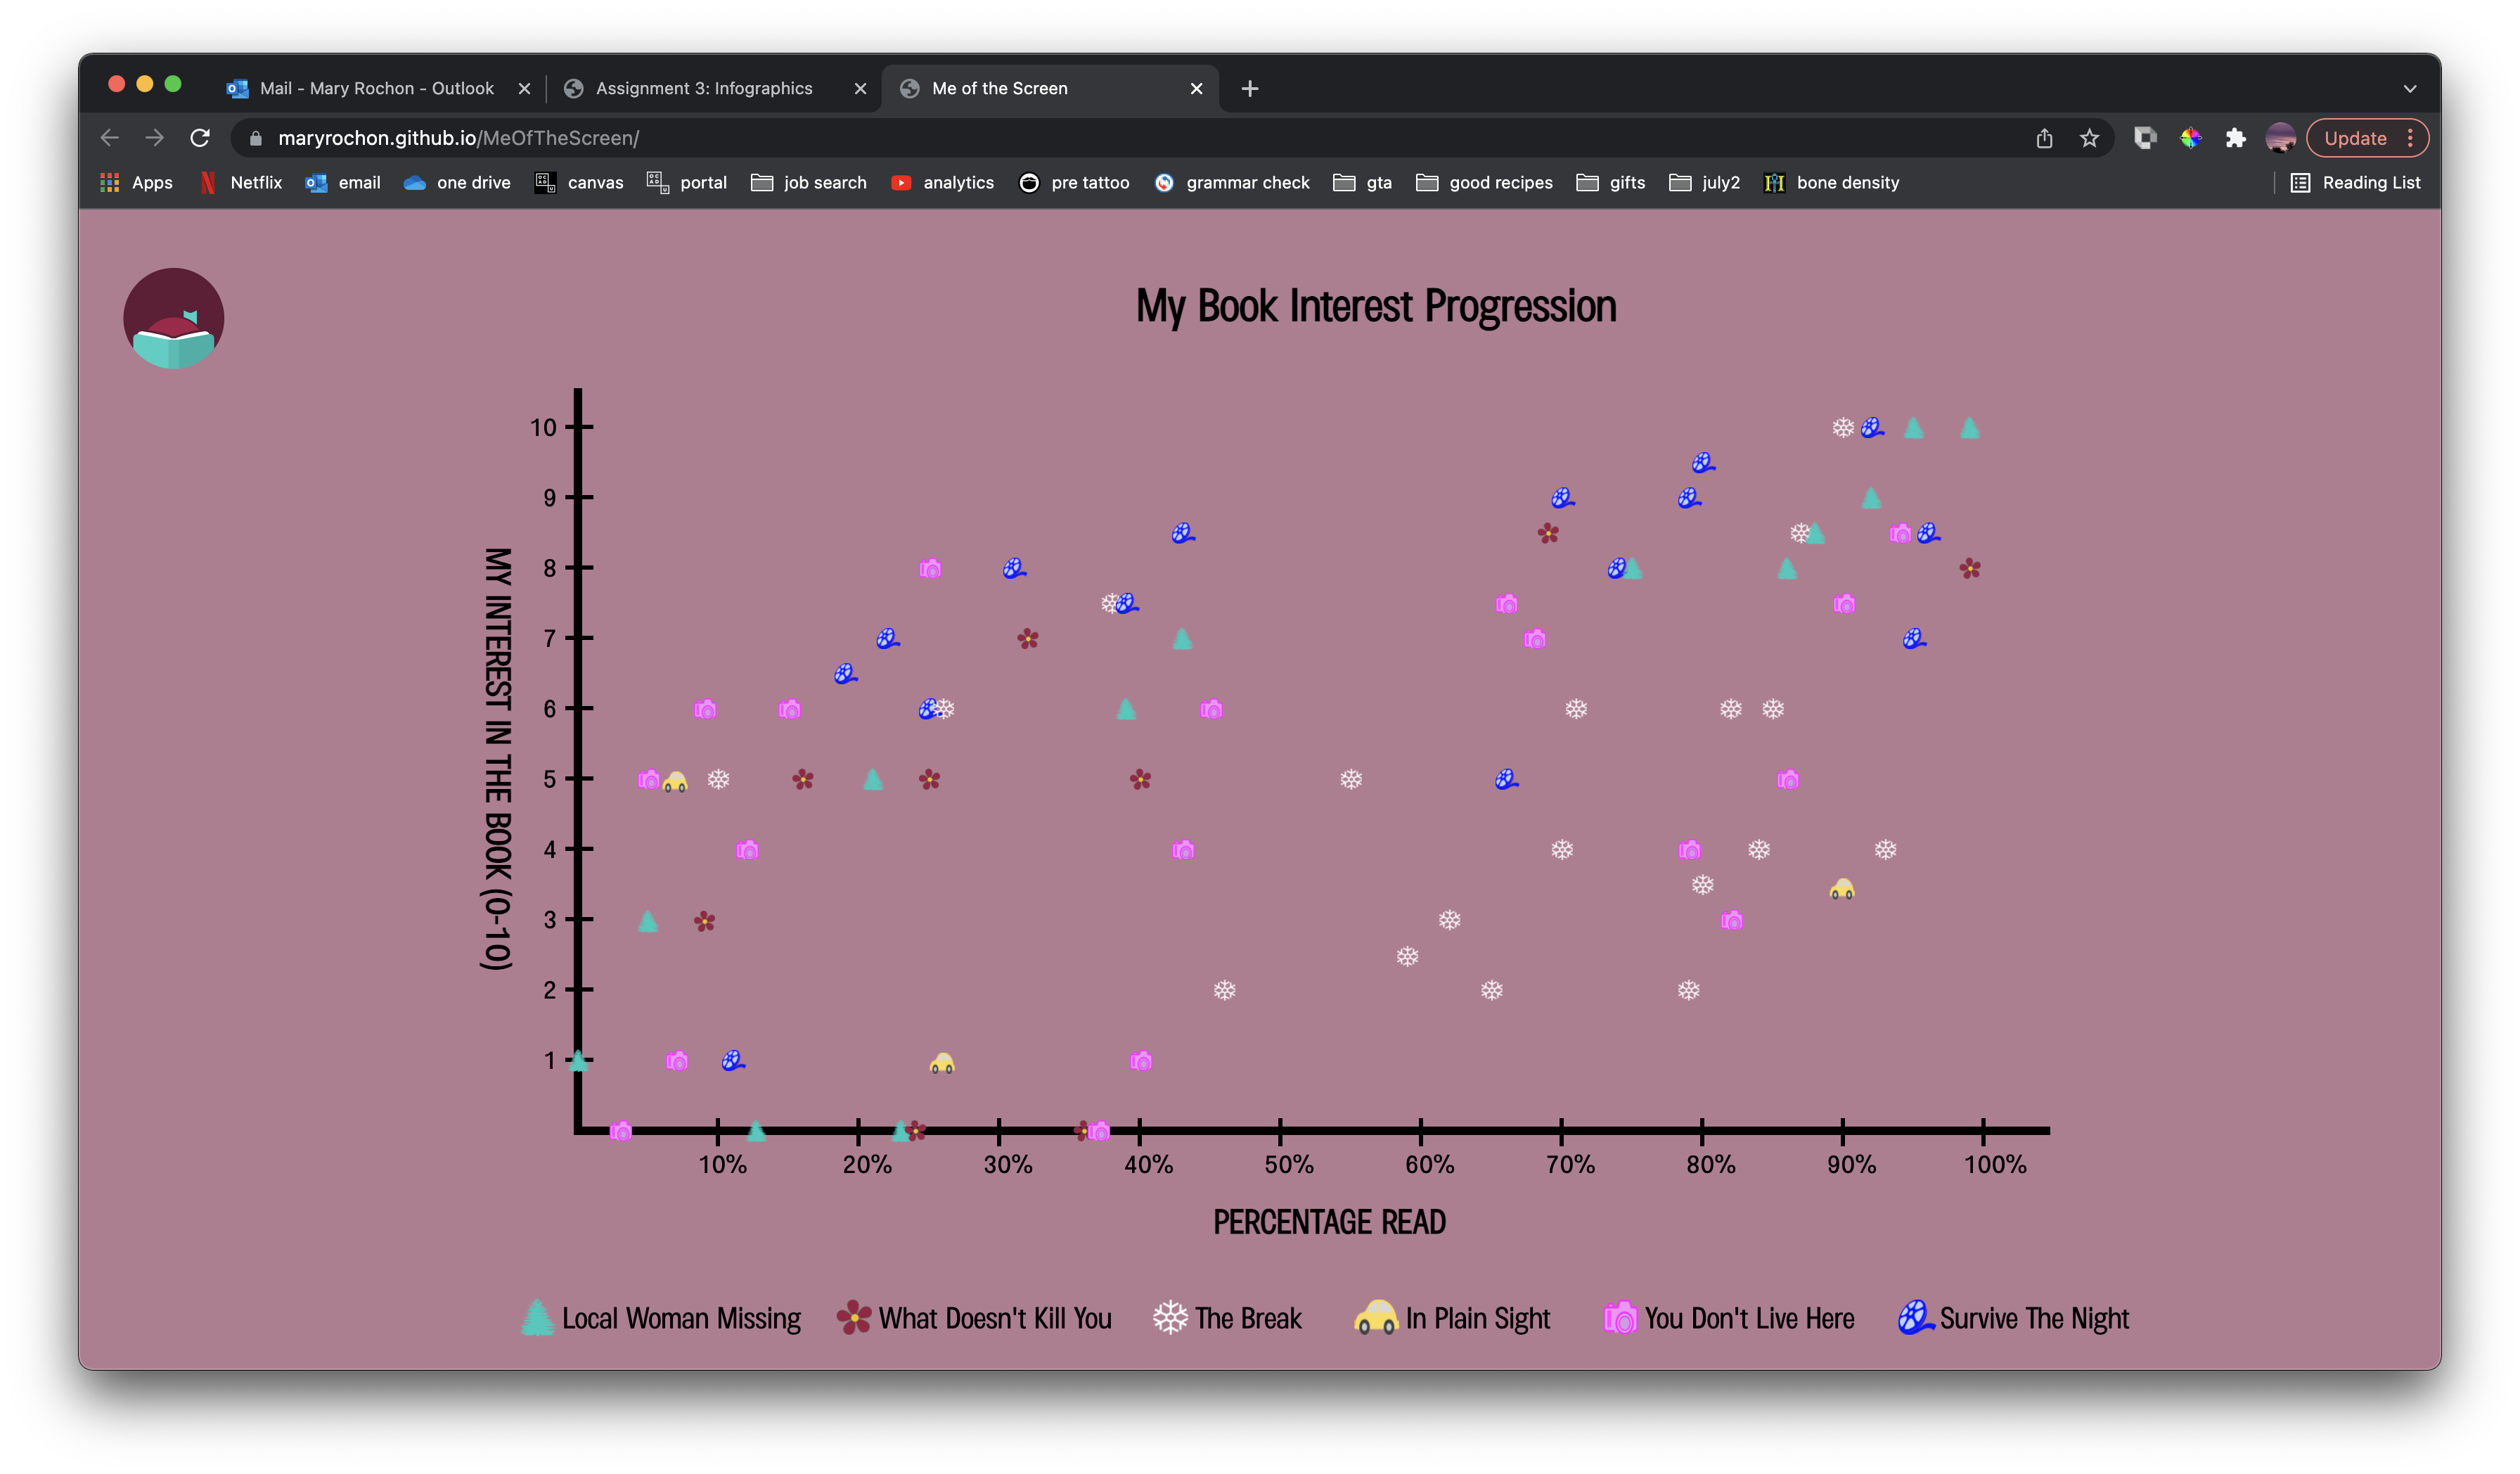 Mail - Mary Rochon - Outlook
Assignment 3: Infographics
Me of the Screen
maryrochon.github.io/MeOfTheScreen/
Update
Apps Netflix email one drive canvas portal job search analytics pre tattoo grammar check gta good recipes gifts july2 bone density Reading List
My Book Interest Progression
MY INTEREST IN THE BOOK (0-10)
10
9
8
7
6
5
4
3
2
1
10% 20% 30% 40% 50% 60% 70% 80% 90% 100%
PERCENTAGE READ
Local Woman Missing What Doesn't Kill You The Break In Plain Sight You Don't Live Here Survive The Night